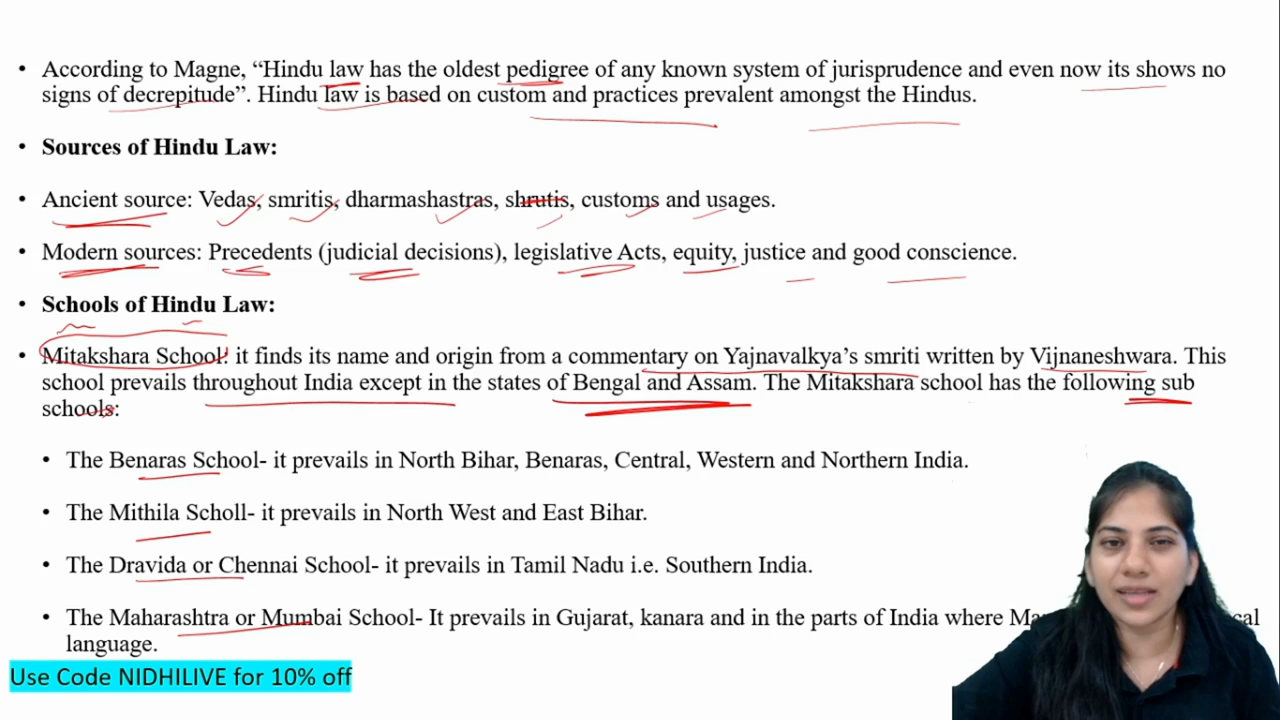 • According to Magne, “Hindu law has the oldest pedigree of any known system of jurisprudence and even now its shows no
signs of decrepitude”. Hindu law is based on custom and practices prevalent amongst the Hindus.
• Sources of Hindu Law:
• Ancient source: Vedas, smritis, dharmashastras, shrutis, customs and usages.
• Modern sources: Precedents (judicial decisions), legislative Acts, equity, justice and good conscience.
• Schools of Hindu Law:
• Mitakshara School: it finds its name and origin from a commentary on Yajnavalkya’s smriti written by Vijnaneshwara. This
school prevails throughout India except in the states of Bengal and Assam. The Mitakshara school has the following sub
schools:
• The Benaras School- it prevails in North Bihar, Benaras, Central, Western and Northern India.
• The Mithila Scholl- it prevails in North West and East Bihar.
• The Dravida or Chennai School- it prevails in Tamil Nadu i.e. Southern India.
• The Maharashtra or Mumbai School- It prevails in Gujarat, kanara and in the parts of India where
language.
Use Code NIDHILIVE for 10% off